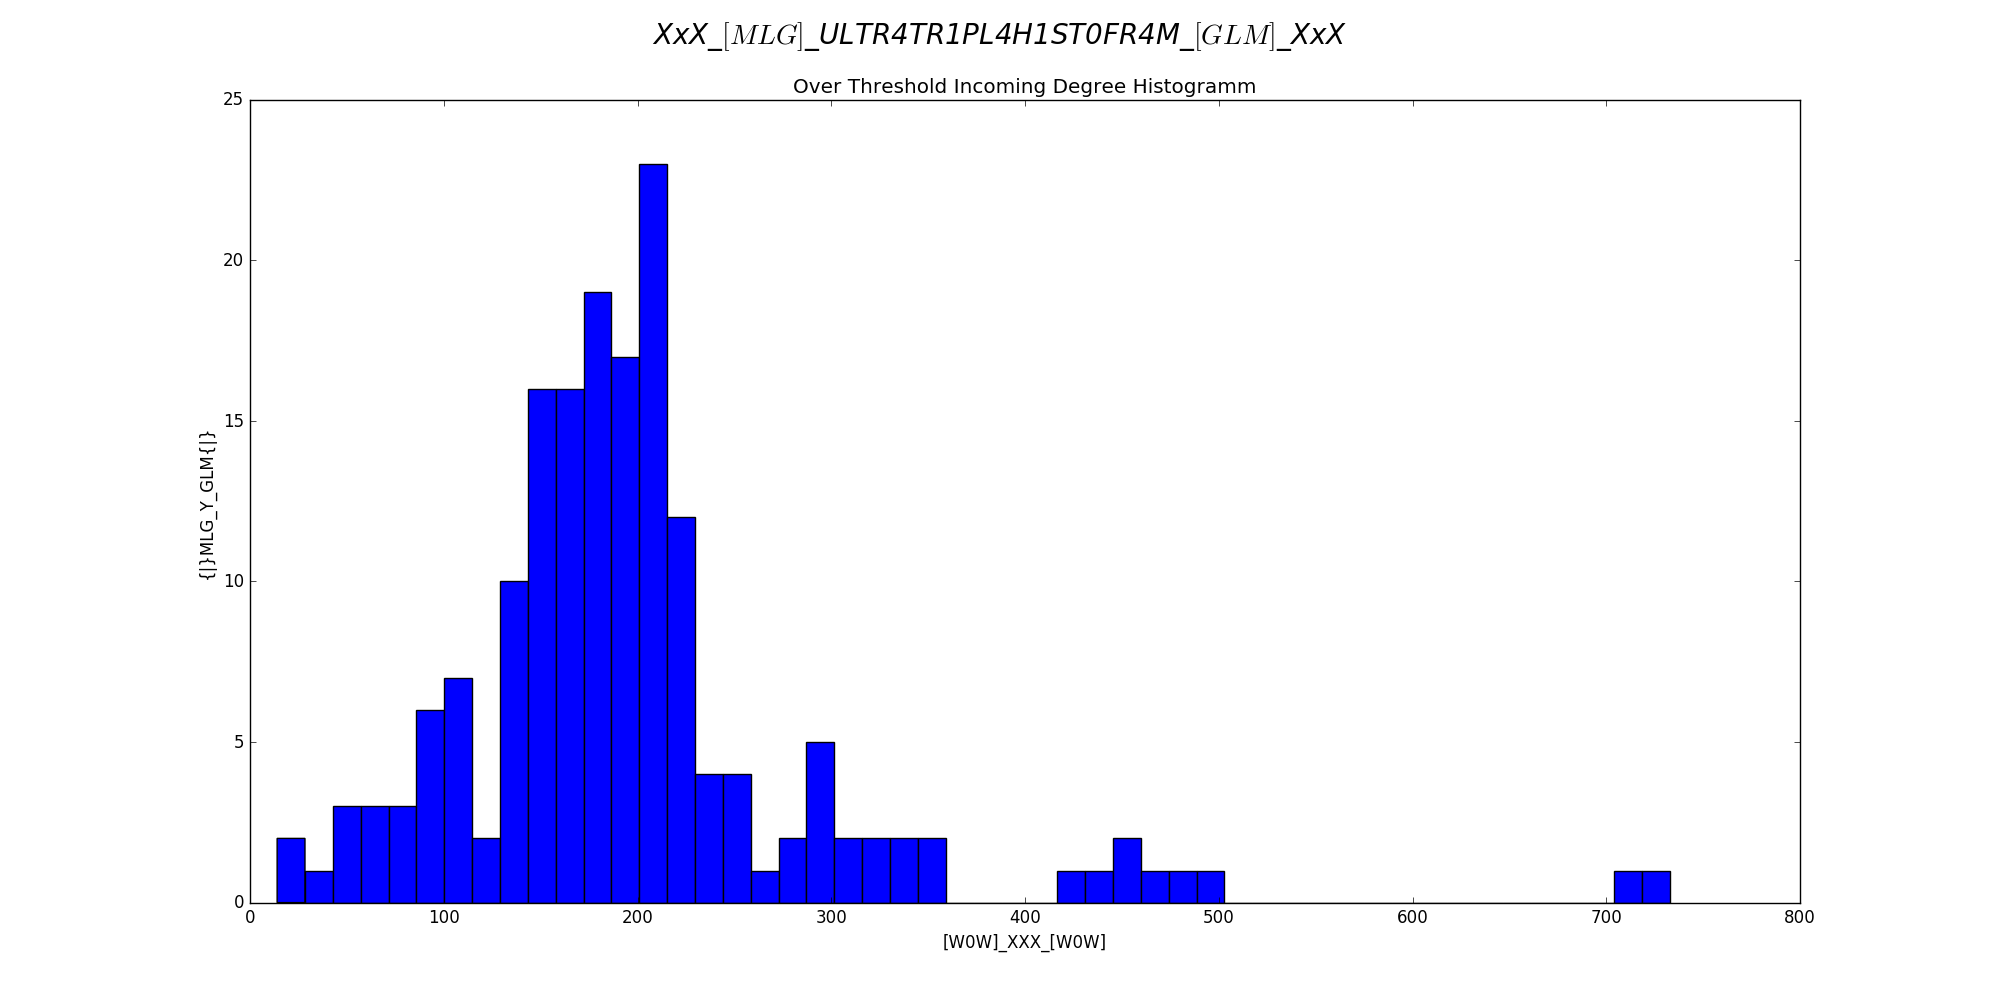 XxX_[MLG]_ULTR4TR1PL4H1ST0FR4M_[GLM]_XxX
Over Threshold Incoming Degree Histogramm
25
20
15
10
5
0
{|}MLG_Y_GLM{|}
0 100 200 300 400 500 600 700 800
[W0W]_XXX_[W0W]